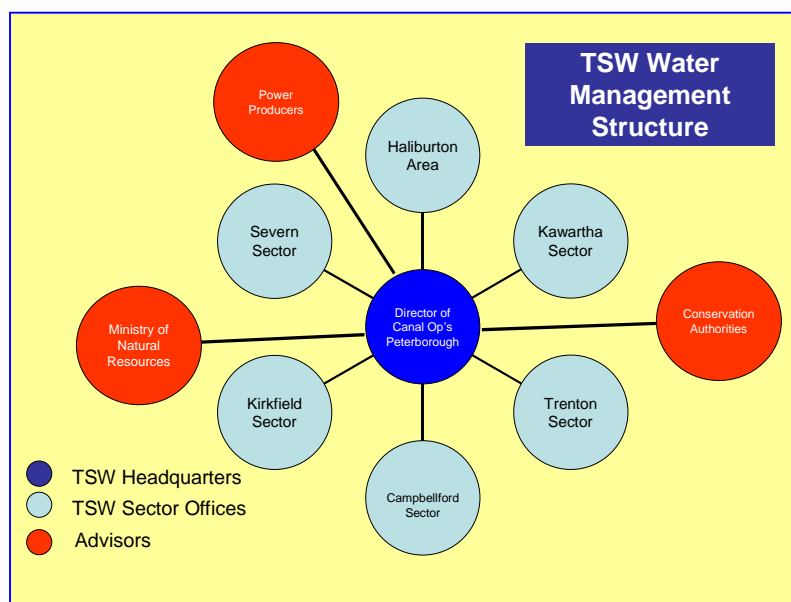 TSW Water
Management
Structure
Power
Producers
Haliburton
Area
Severn
Sector
Kawartha
Sector
Director of
Canal Op's
Peterborough
Conservation
Authorities
Ministry of
Natural
Resources
Kirkfield
Sector
Trenton
Sector
Campbellford
Sector
TSW Headquarters
TSW Sector Offices
Advisors